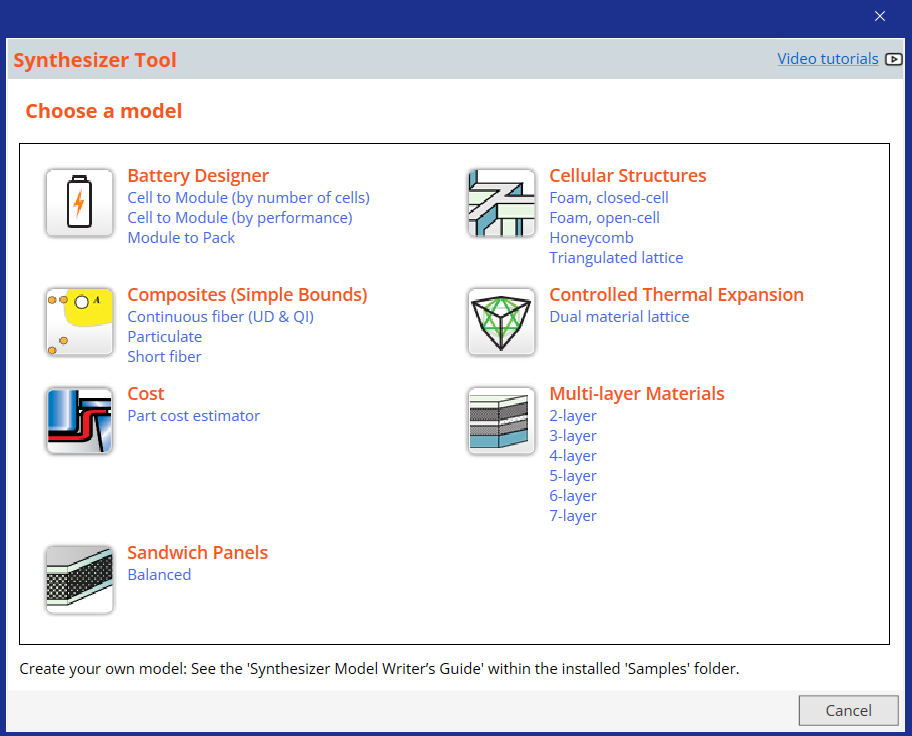 Synthesizer Tool
Video tutorials
Choose a model
Battery Designer
Cell to Module (by number of cells)
Cell to Module (by performance)
Module to Pack
Cellular Structures
Foam, closed-cell
Foam, open-cell
Honeycomb
Triangulated lattice
Composites (Simple Bounds)
Continuous fiber (UD & QI)
Particulate
Short fiber
A
Controlled Thermal Expansion
Dual material lattice
Cost
Part cost estimator
Multi-layer Materials
2-layer
3-layer
4-layer
5-layer
6-layer
7-layer
Sandwich Panels
Balanced
Create your own model: See the 'Synthesizer Model Writer’s Guide' within the installed 'Samples' folder.
Cancel